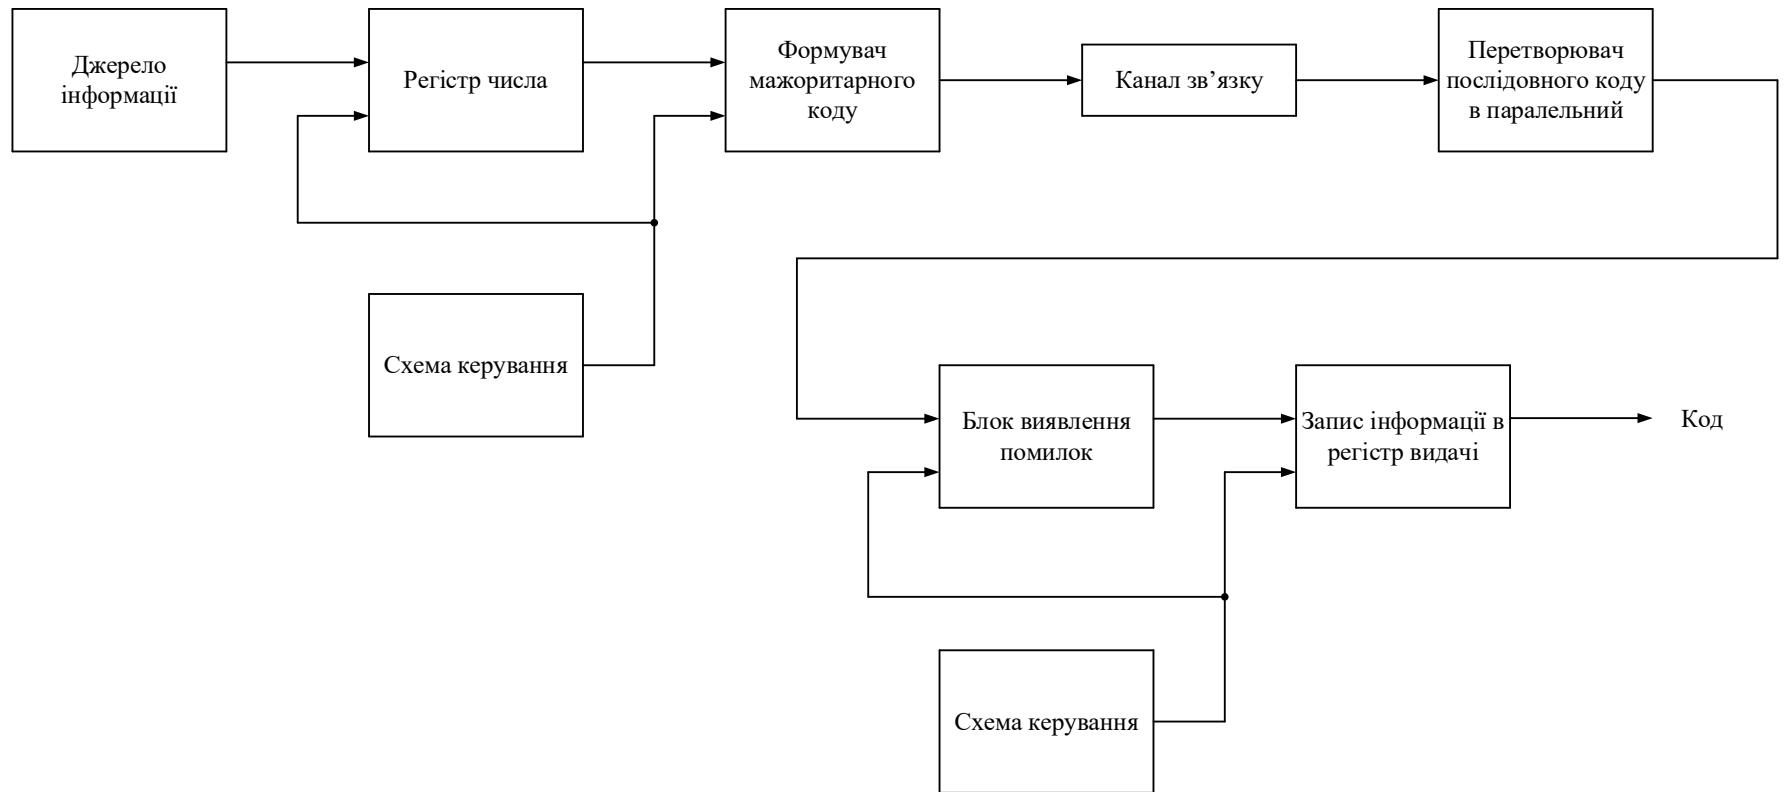 Джерело
інформації
Регістр числа
Формувач
мажоритарного
коду
Канал зв’язку
Перетворювач
послідовного коду
в паралельний
Схема керування
Блок виявлення
помилок
Запис інформації в
регістр видачі
Код
Схема керування